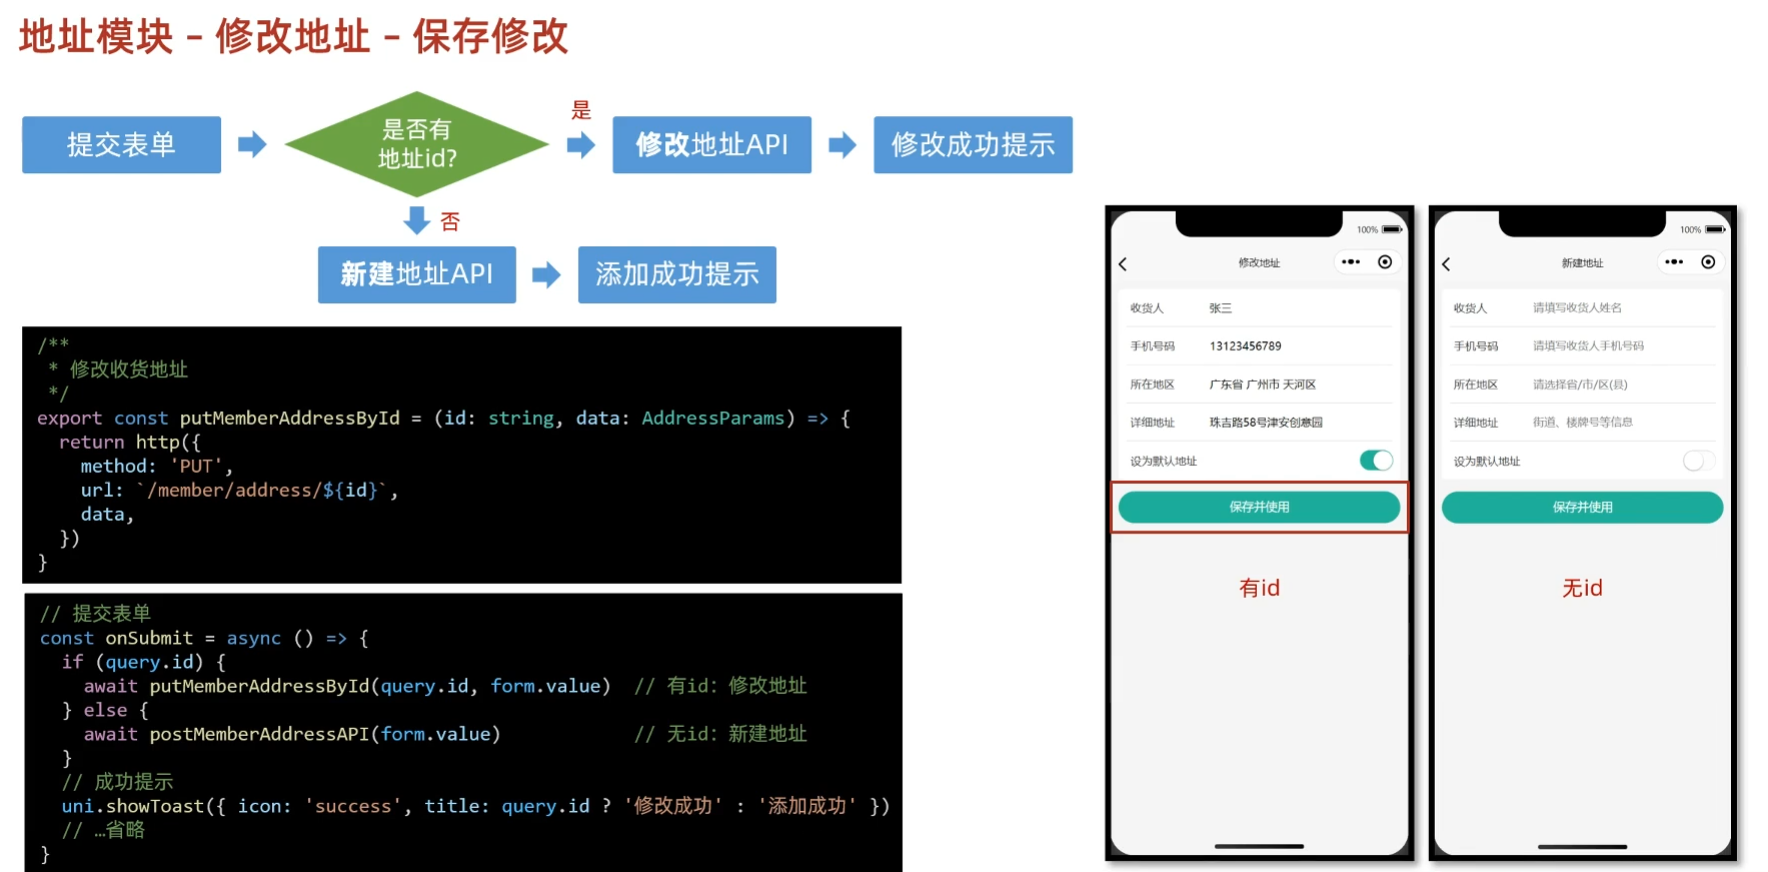 地址模块 – 修改地址 – 保存修改
提交表单
是否有
地址id?
是
修改地址API
修改成功提示
否
新建地址API
添加成功提示
/**
 * 修改收货地址
 */
export const putMemberAddressById = (id: string, data: AddressParams) => {
  return http({
    method: 'PUT',
    url: `/member/address/${id}`,
    data,
  })
}
// 提交表单
const onSubmit = async () => {
  if (query.id) {
    await putMemberAddressById(query.id, form.value)  // 有id: 修改地址
  } else {
    await postMemberAddressAPI(form.value)            // 无id: 新建地址
  }
  // 成功提示
  uni.showToast({ icon: 'success', title: query.id ? '修改成功' : '添加成功' })
  // …省略
}
100%
修改地址
收货人 张三
手机号码 13123456789
所在地区 广东省 广州市 天河区
详细地址 珠吉路58号津安创意园
设为默认地址
保存并使用
有id
100%
新建地址
收货人 请填写收货人姓名
手机号码 请填写收货人手机号码
所在地区 请选择省/市/区(县)
详细地址 街道、楼牌号等信息
设为默认地址
保存并使用
无id